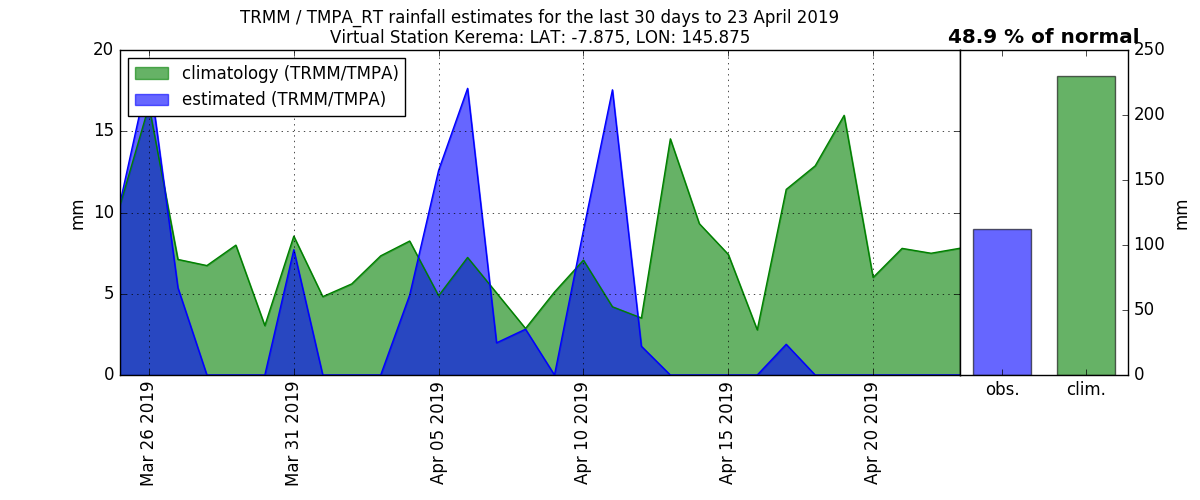 TRMM / TMPA_RT rainfall estimates for the last 30 days to 23 April 2019
Virtual Station Kerema: LAT: -7.875, LON: 145.875
48.9 % of normal
climatology (TRMM/TMPA)
estimated (TRMM/TMPA)
20
15
10
5
0
mm
250
200
150
100
50
0
mm
Mar 26 2019
Mar 31 2019
Apr 05 2019
Apr 10 2019
Apr 15 2019
Apr 20 2019
obs.
clim.